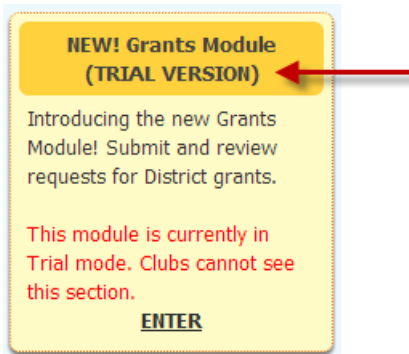 NEW! Grants Module
(TRIAL VERSION)
Introducing the new Grants
Module! Submit and review
requests for District grants.
This module is currently in
Trial mode. Clubs cannot see
this section.
ENTER